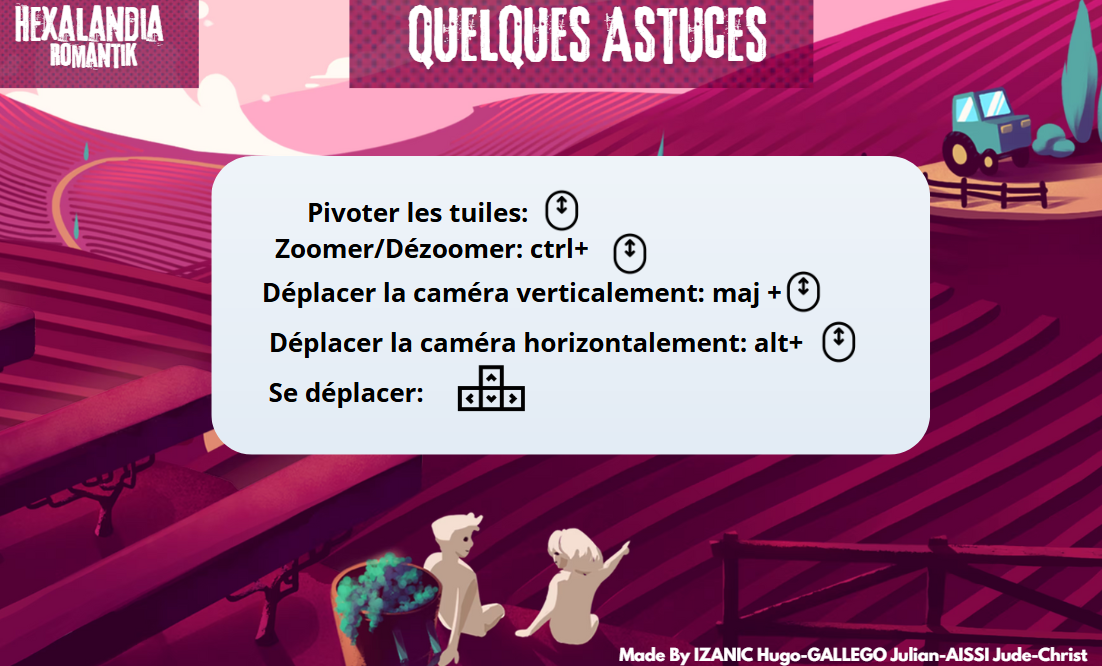 HEXALANDIA
ROMANTIK
QUELQUES ASTUCES
Pivoter les tuiles:
Zoomer/Dézoomer: ctrl+
Déplacer la caméra verticalement: maj +
Déplacer la caméra horizontalement: alt+
Se déplacer:
Made By IZANIC Hugo-GALLEGO Julian-AISSI Jude-Christ